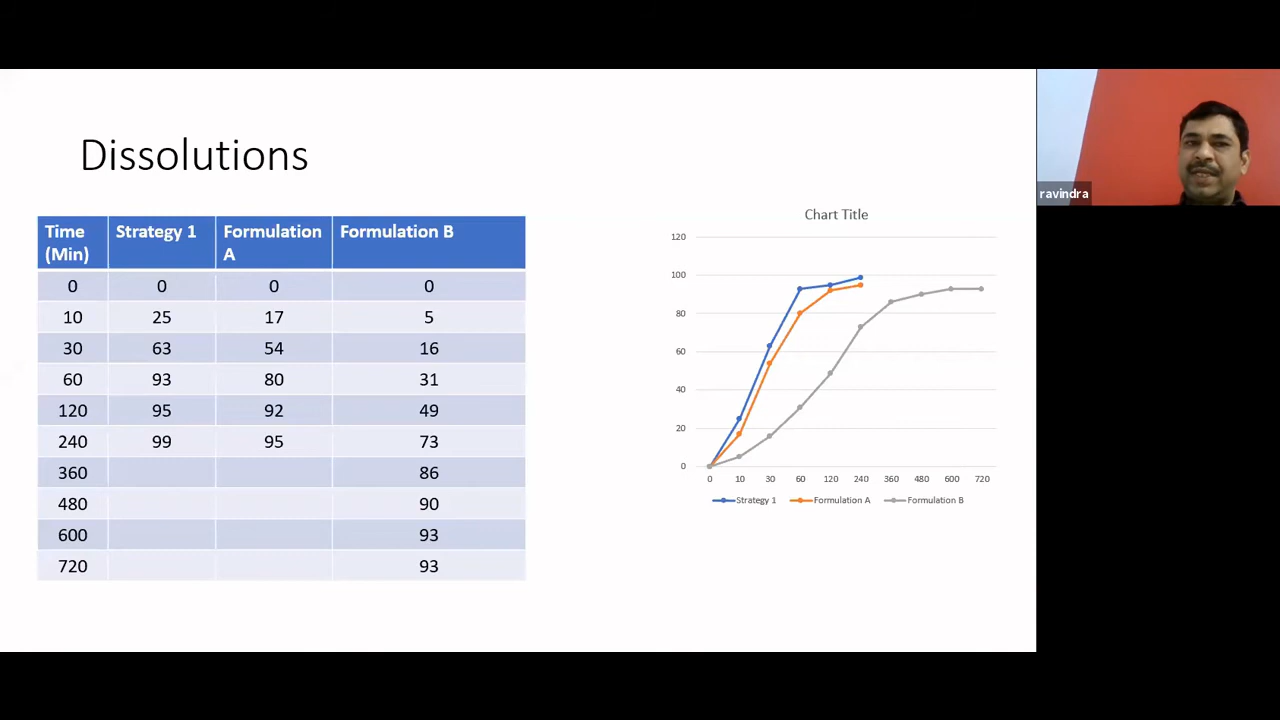 Dissolutions
Time (Min) Strategy 1 Formulation A Formulation B
0 0 0 0
10 25 17 5
30 63 54 16
60 93 80 31
120 95 92 49
240 99 95 73
360 86
480 90
600 93
720 93
Chart Title
120
100
80
60
40
20
0
0 10 30 60 120 240 360 480 600 720
Strategy 1 Formulation A Formulation B
ravindra